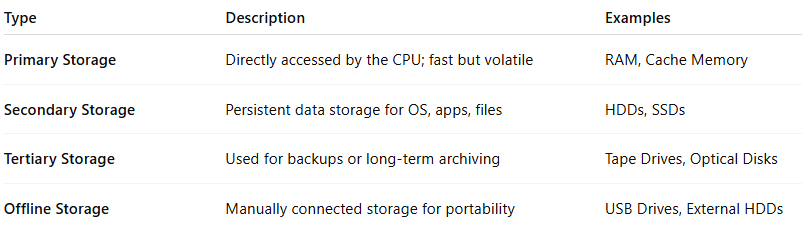 Type Description Examples
Primary Storage Directly accessed by the CPU; fast but volatile RAM, Cache Memory
Secondary Storage Persistent data storage for OS, apps, files HDDs, SSDs
Tertiary Storage Used for backups or long-term archiving Tape Drives, Optical Disks
Offline Storage Manually connected storage for portability USB Drives, External HDDs